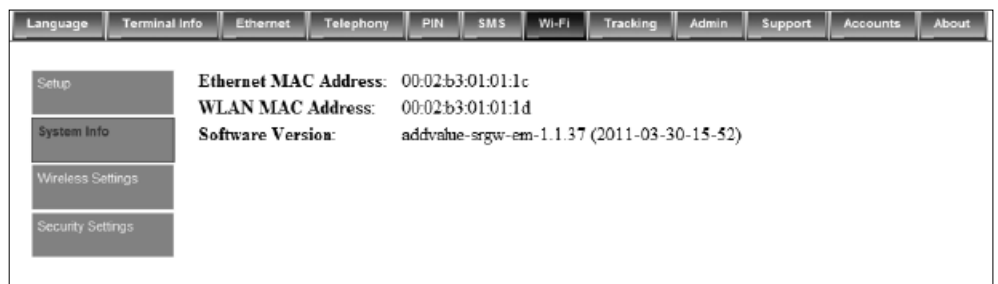 Language Terminal Info Ethernet Telephony PIN SMS Wi-Fi Tracking Admin Support Accounts About
Setup
System Info
Wireless Settings
Security Settings
Ethernet MAC Address: 00:02:b3:01:01:1c
WLAN MAC Address: 00:02:b3:01:01:1d
Software Version: addvalue-srgw-em-1.1.37 (2011-03-30-15-52)